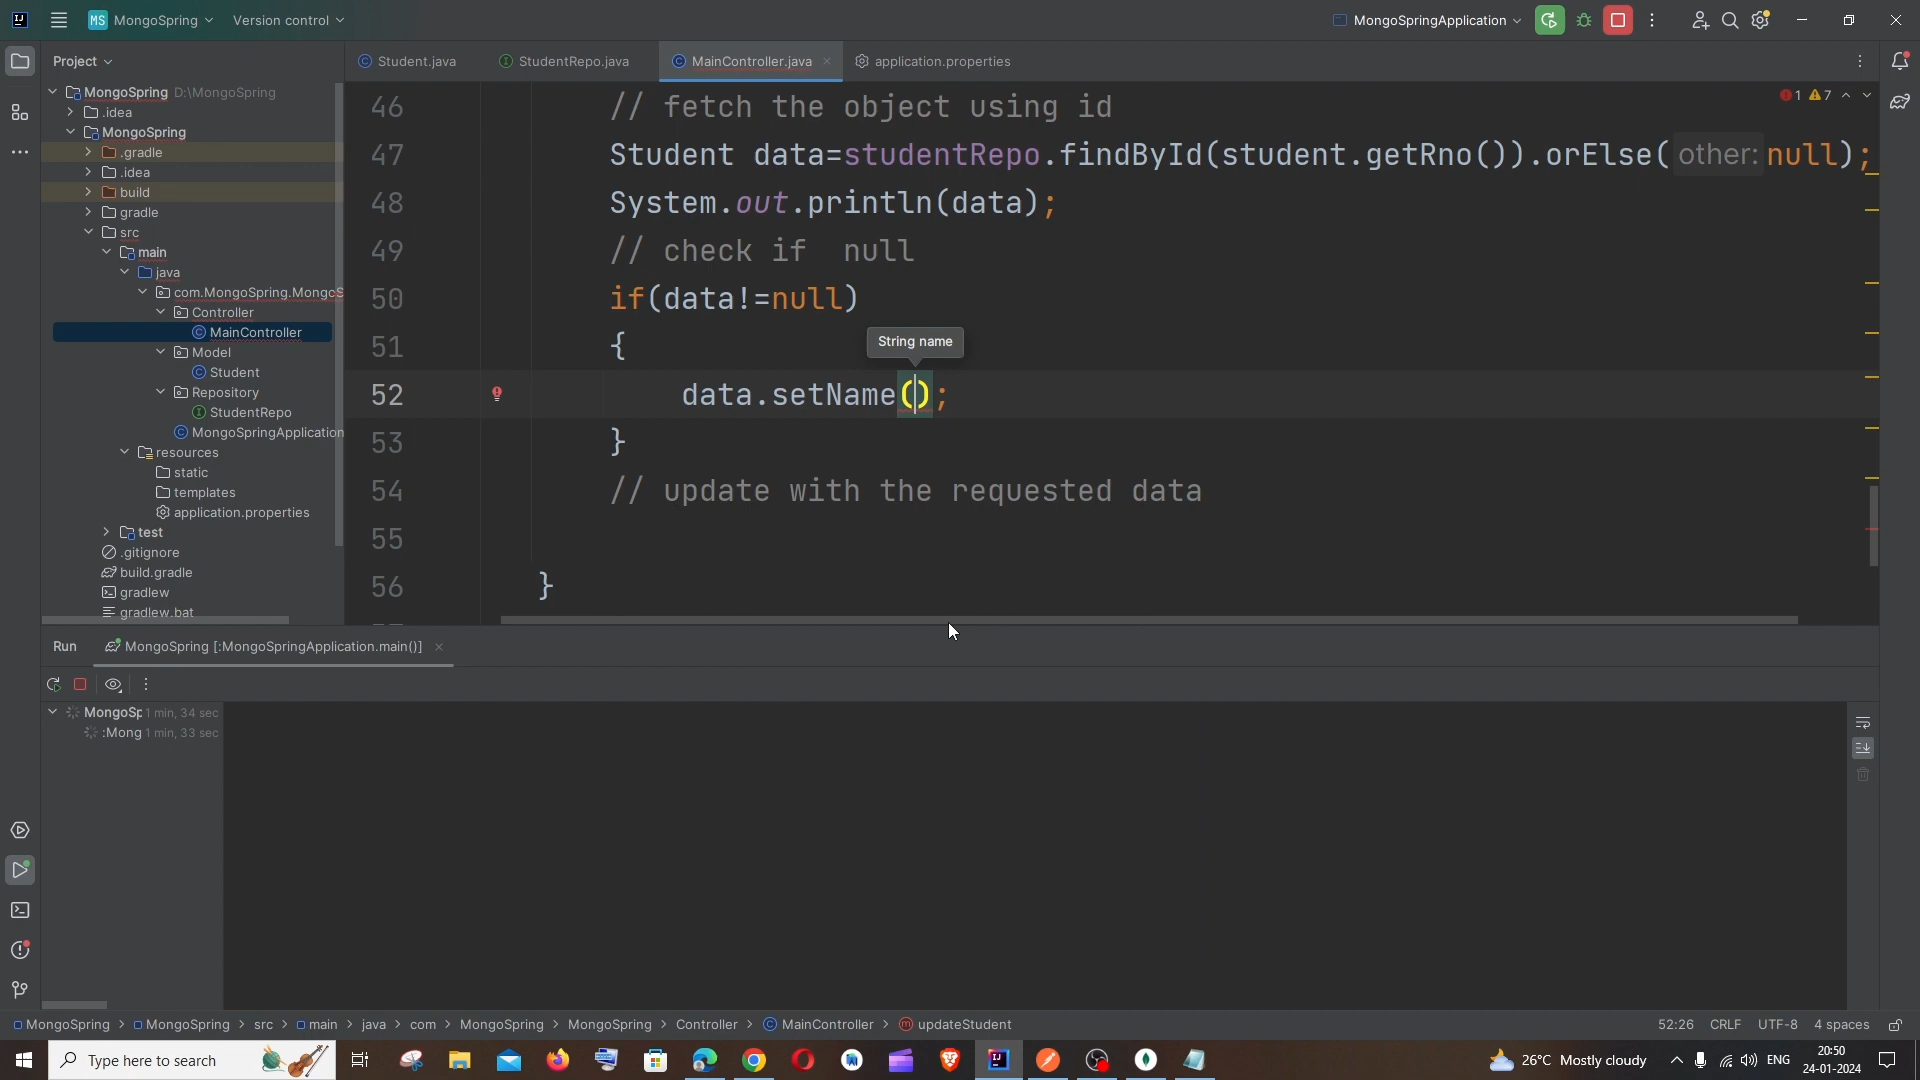 MS MongoSpring Version control MongoSpringApplication
Project
Student.java StudentRepo.java MainController.java application.properties
MongoSpring D:\MongoSpring
.idea
MongoSpring
.gradle
.idea
build
gradle
src
main
java
com.MongoSpring.MongoS
Controller
MainController
Model
Student
Repository
StudentRepo
MongoSpringApplication
resources
static
templates
application.properties
test
.gitignore
build.gradle
gradlew
gradlew.bat
1 7
46 // fetch the object using id
47 Student data=studentRepo.findById(student.getRno()).orElse( other: null);
48 System.out.println(data);
49 // check if  null
50 if(data!=null)
51 {
String name
52 data.setName();
53 }
54 // update with the requested data
55
56 }
Run MongoSpring [:MongoSpringApplication.main()]
MongoSp 1 min, 34 sec
:Mong 1 min, 33 sec
MongoSpring > MongoSpring > src > main > java > com > MongoSpring > MongoSpring > Controller > MainController > updateStudent 52:26 CRLF UTF-8 4 spaces
Type here to search 26°C Mostly cloudy ENG 20:50
24-01-2024